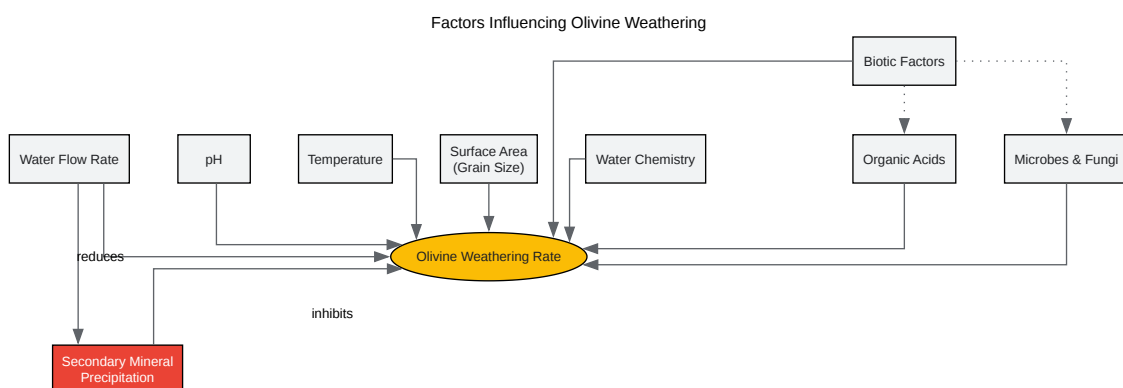 Factors Influencing Olivine Weathering
Biotic Factors
Water Flow Rate
pH
Temperature
Surface Area
(Grain Size)
Water Chemistry
Organic Acids
Microbes & Fungi
reduces
Olivine Weathering Rate
inhibits
Secondary Mineral
Precipitation